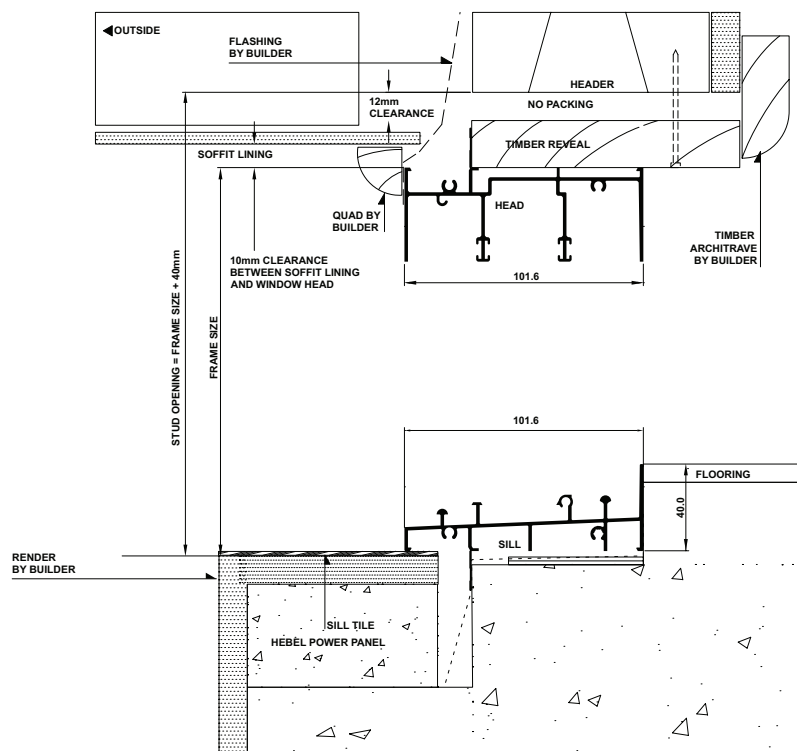 OUTSIDE
FLASHING
BY BUILDER
HEADER
12mm
CLEARANCE
NO PACKING
SOFFIT LINING
TIMBER REVEAL
QUAD BY
BUILDER
HEAD
TIMBER
ARCHITRAVE
BY BUILDER
10mm CLEARANCE
BETWEEN SOFFIT LINING
AND WINDOW HEAD
101.6
STUD OPENING = FRAME SIZE + 40mm
FRAME SIZE
101.6
FLOORING
40.0
SILL
RENDER
BY BUILDER
SILL TILE
HEBEL POWER PANEL